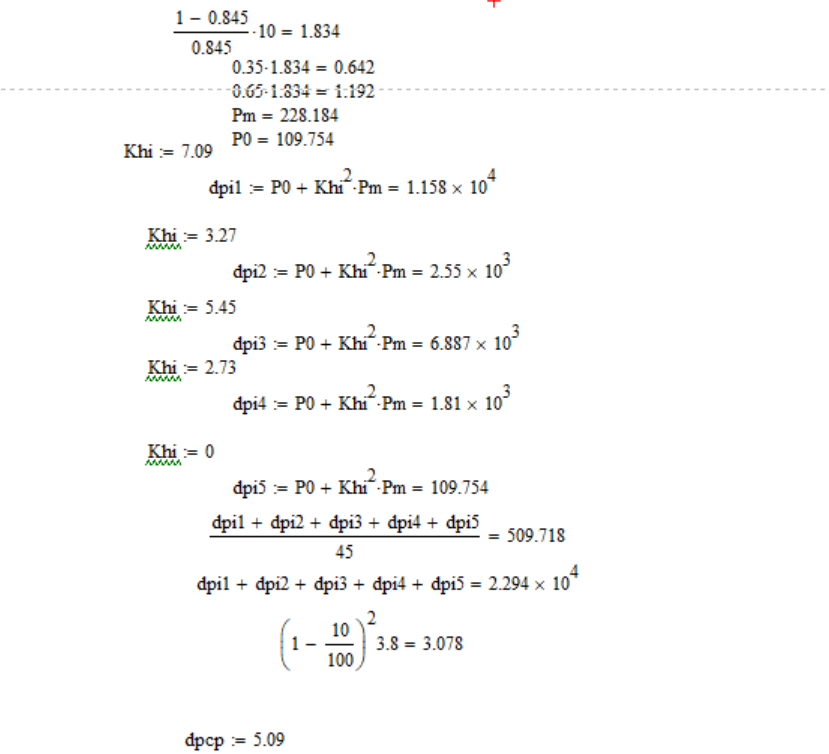 (1 − 0.845)/0.845 · 10 = 1.834
0.35·1.834 = 0.642
0.65·1.834 = 1.192
Pm = 228.184
P0 = 109.754
Khi := 7.09
dpi1 := P0 + Khi²·Pm = 1.158 × 10⁴
Khi := 3.27
dpi2 := P0 + Khi²·Pm = 2.55 × 10³
Khi := 5.45
dpi3 := P0 + Khi²·Pm = 6.887 × 10³
Khi := 2.73
dpi4 := P0 + Khi²·Pm = 1.81 × 10³
Khi := 0
dpi5 := P0 + Khi²·Pm = 109.754
(dpi1 + dpi2 + dpi3 + dpi4 + dpi5)/45 = 509.718
dpi1 + dpi2 + dpi3 + dpi4 + dpi5 = 2.294 × 10⁴
(1 − 10/100)² 3.8 = 3.078
dpcp := 5.09